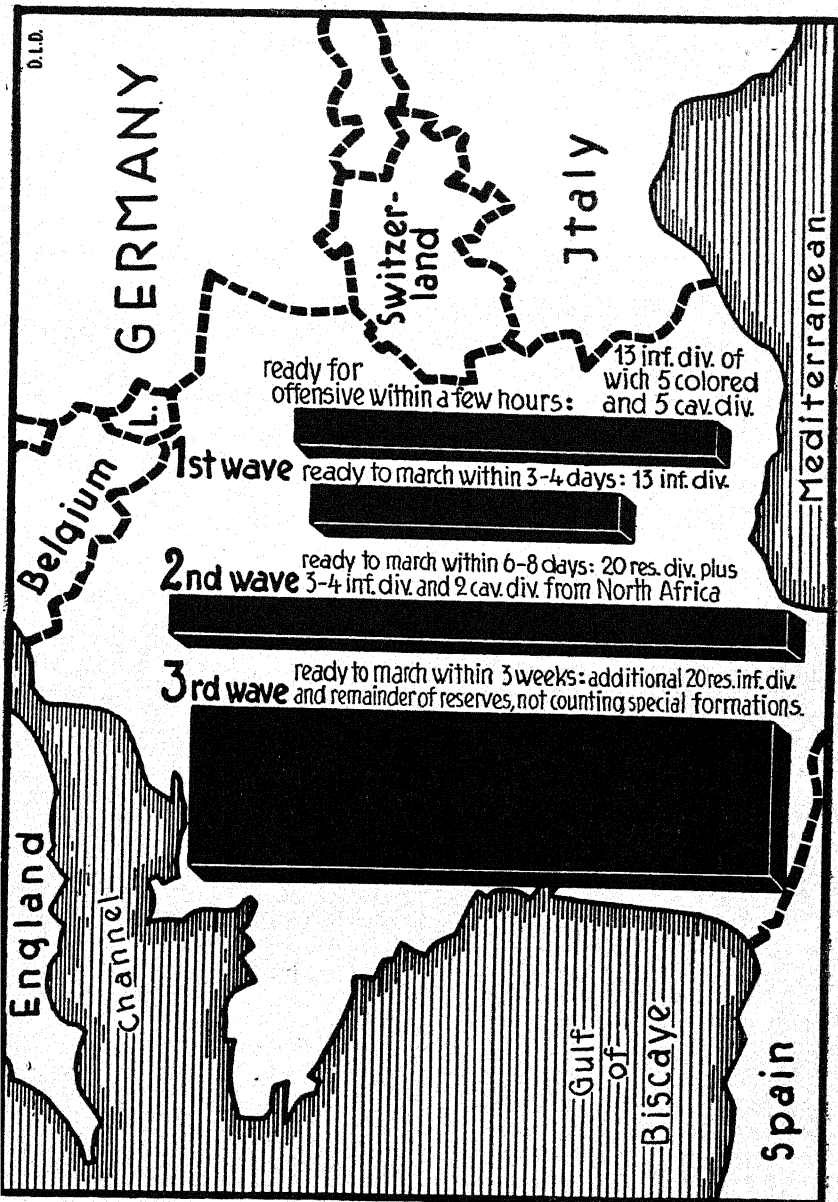 D.L.D.
GERMANY
Switzer-
land
Jtaly
Mediterranean
L.
Belgium
ready for
offensive within a few hours:
13 inf. div. of
wich 5 colored
and 5 cav. div.
1st wave ready to march within 3-4 days: 13 inf. div.
2nd wave
ready to march within 6-8 days: 20 res. div. plus
3-4 inf. div. and 2 cav. div. from North Africa
3rd wave
ready to march within 3 weeks: additional 20 res. inf. div.
and remainder of reserves, not counting special formations.
England
Channel
Gulf
of
Biscaye
Spain